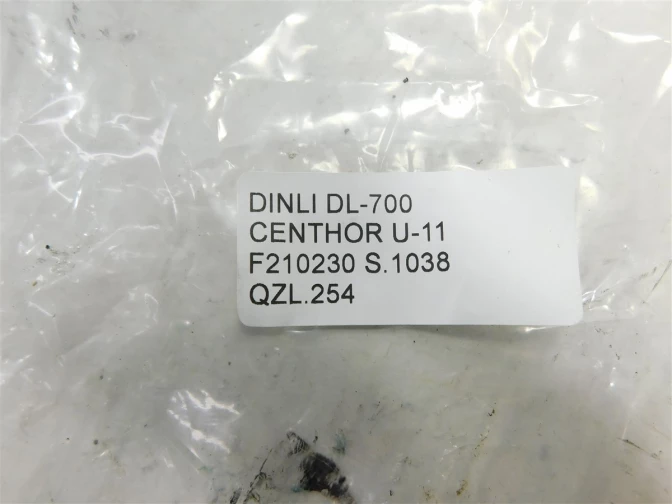 DINLI DL-700
CENTHOR U-11
F210230 S.1038
QZL.254